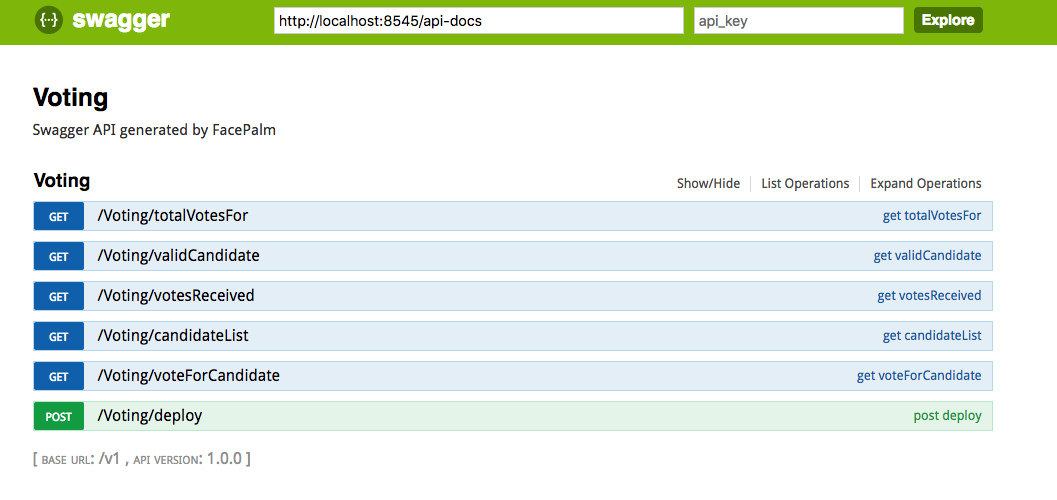 {··} swagger http://localhost:8545/api-docs api_key Explore
Voting
Swagger API generated by FacePalm
Voting Show/Hide List Operations Expand Operations
GET /Voting/totalVotesFor get totalVotesFor
GET /Voting/validCandidate get validCandidate
GET /Voting/votesReceived get votesReceived
GET /Voting/candidateList get candidateList
GET /Voting/voteForCandidate get voteForCandidate
POST /Voting/deploy post deploy
[ BASE URL: /v1 , API VERSION: 1.0.0 ]